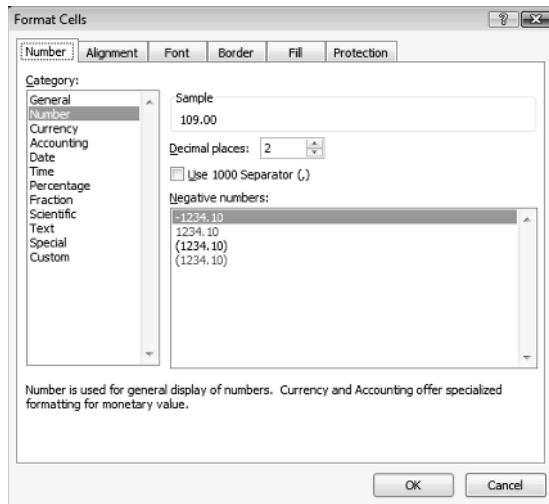 Format Cells
Number Alignment Font Border Fill Protection
Category:
General
Number
Currency
Accounting
Date
Time
Percentage
Fraction
Scientific
Text
Special
Custom
Sample
109.00
Decimal places: 2
Use 1000 Separator (,)
Negative numbers:
-1234.10
1234.10
(1234.10)
(1234.10)
Number is used for general display of numbers. Currency and Accounting offer specialized
formatting for monetary value.
OK Cancel